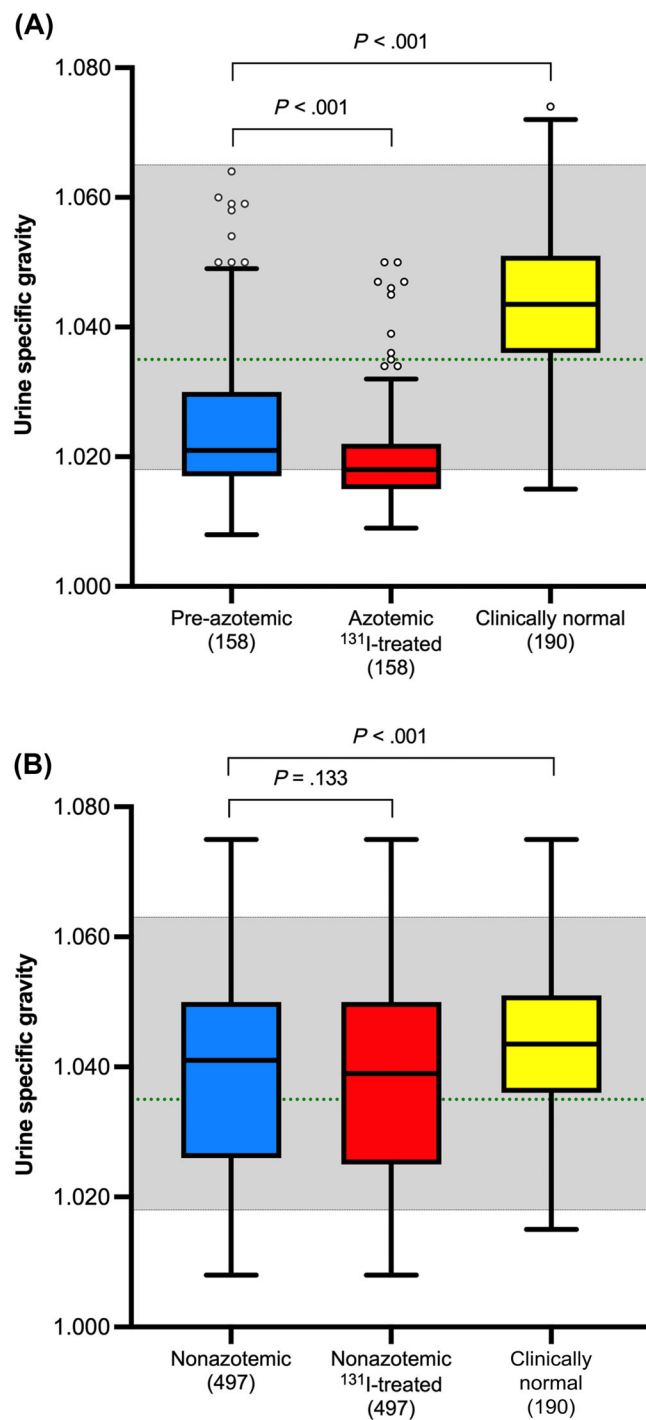 (A)
P < .001
P < .001
1.080
1.060
1.040
1.020
1.000
Urine specific gravity
Pre-azotemic
(158)
Azotemic
¹³¹I-treated
(158)
Clinically normal
(190)
(B)
P < .001
P = .133
1.080
1.060
1.040
1.020
1.000
Urine specific gravity
Nonazotemic
(497)
Nonazotemic
¹³¹I-treated
(497)
Clinically
normal
(190)